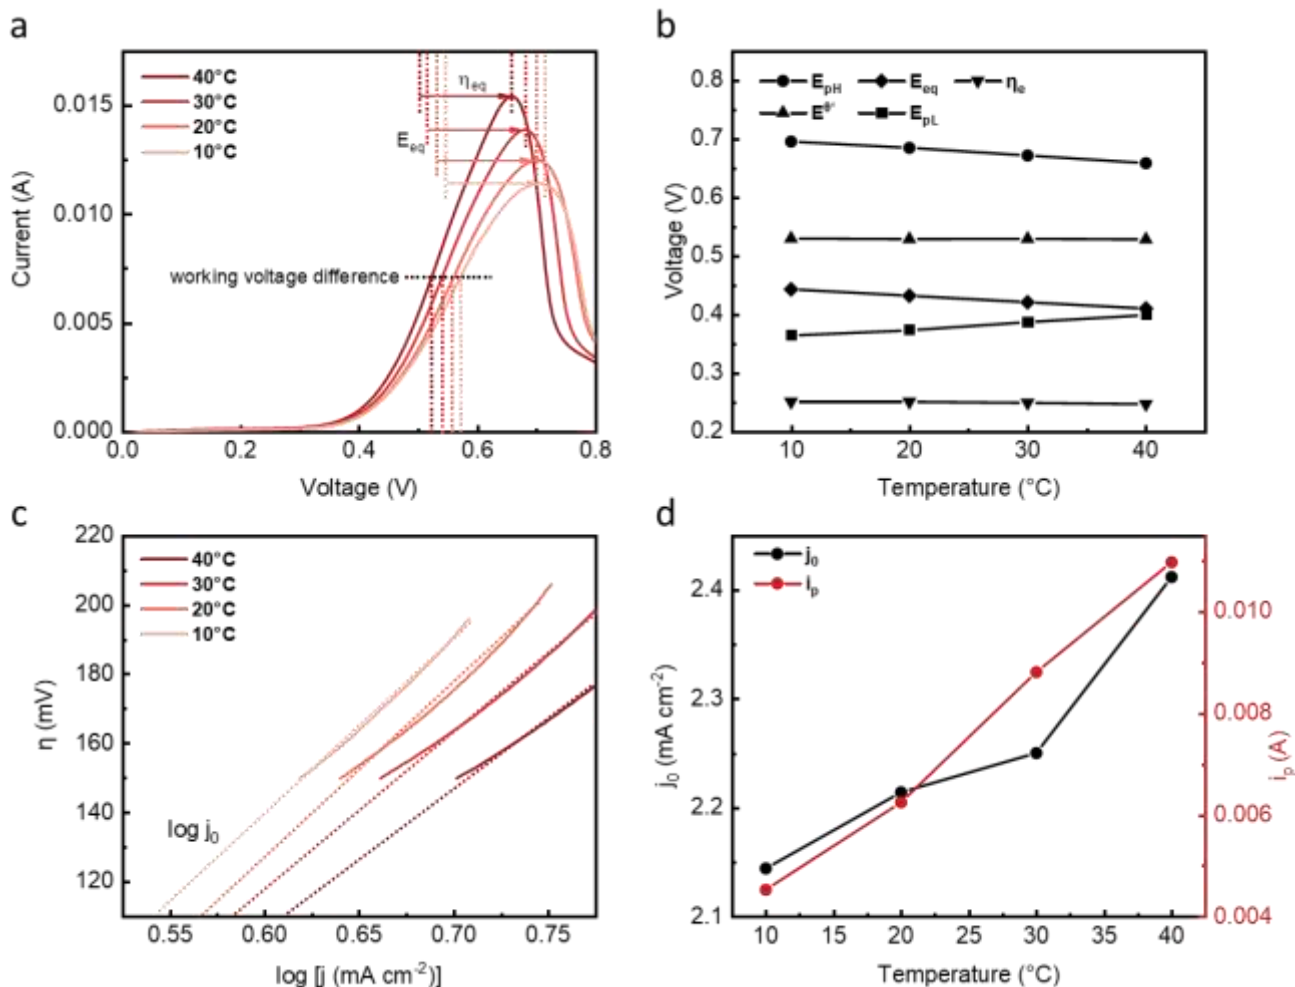 a
40°C
30°C
20°C
10°C
η_eq
E_eq
working voltage difference
0.015
0.010
0.005
0.000
Current (A)
0.0 0.2 0.4 0.6 0.8
Voltage (V)
b
E_pH E_eq η_e
E^θ' E_pL
0.8
0.7
0.6
0.5
0.4
0.3
0.2
Voltage (V)
10 20 30 40
Temperature (°C)
c
40°C
30°C
20°C
10°C
log j_0
220
200
180
160
140
120
η (mV)
0.55 0.60 0.65 0.70 0.75
log [j (mA cm⁻²)]
d
j_0
i_p
2.4
2.3
2.2
2.1
j_0 (mA cm⁻²)
0.010
0.008
0.006
0.004
i_p (A)
10 15 20 25 30 35 40
Temperature (°C)